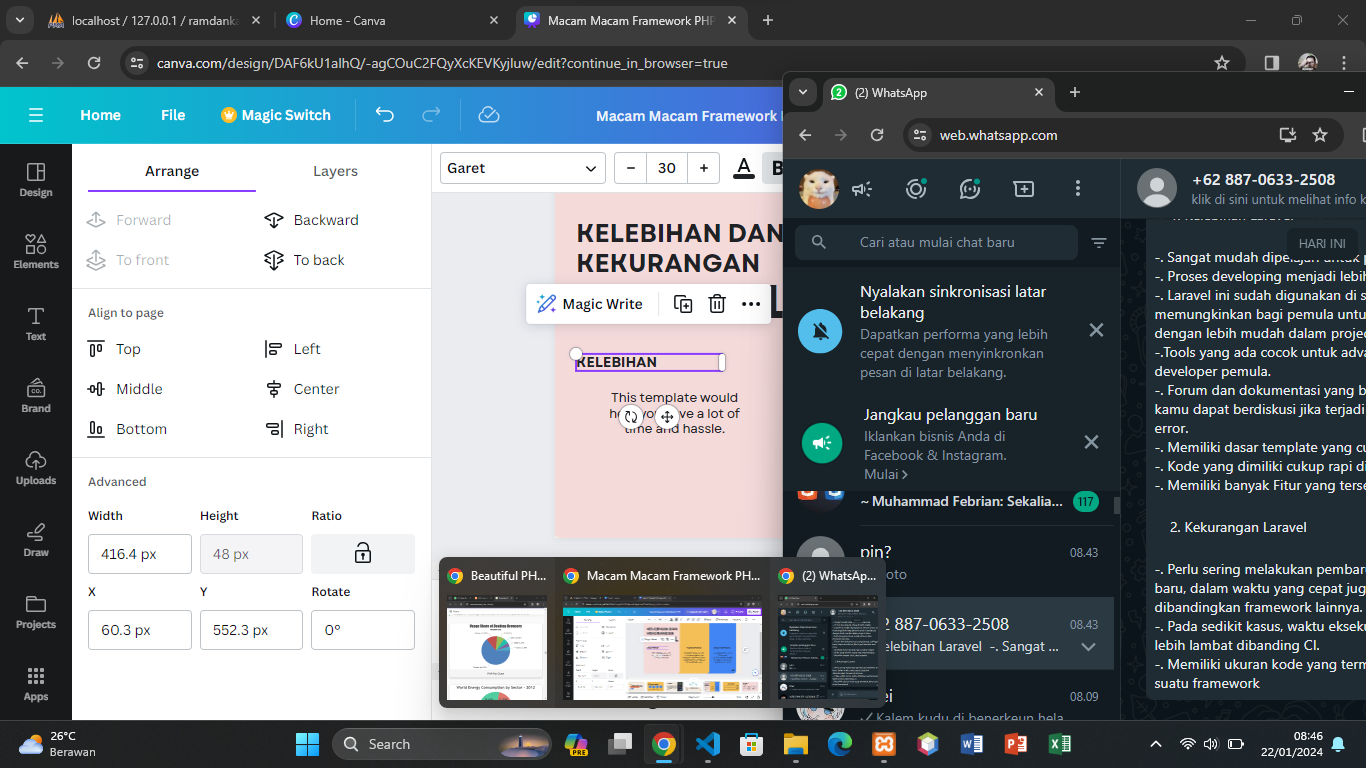 localhost / 127.0.0.1 / ramdanka
Home - Canva
Macam Macam Framework PHP
canva.com/design/DAF6kU1aIhQ/-agCOuC2FQyXcKEVKyjIuw/edit?continue_in_browser=true
Home
File
Magic Switch
Macam Macam Framework
Design
Elements
Text
Brand
Uploads
Draw
Projects
Apps
Arrange
Layers
Forward
Backward
To front
To back
Align to page
Top
Left
Middle
Center
Bottom
Right
Advanced
Width
Height
Ratio
416.4 px
48 px
X
Y
Rotate
60.3 px
552.3 px
0°
Garet
− 30 +
A
B
KELEBIHAN DAN
KEKURANGAN
L
Magic Write
KELEBIHAN
This template would
have a lot of
time and hassle.
(2) WhatsApp
web.whatsapp.com
+62 887-0633-2508
klik di sini untuk melihat info k
Cari atau mulai chat baru
Nyalakan sinkronisasi latar
belakang
Dapatkan performa yang lebih
cepat dengan menyinkronkan
pesan di latar belakang.
Jangkau pelanggan baru
Iklankan bisnis Anda di
Facebook & Instagram.
Mulai >
~ Muhammad Febrian: Sekalia...
117
pin?
08.43
oto
2 887-0633-2508
08.43
elebihan Laravel -. Sangat ...
ei
08.09
Kalem kudu di benerkeun hela
HARI INI
-. Sangat mudah dipelajari untuk p
-. Proses developing menjadi lebih
-. Laravel ini sudah digunakan di s
memungkinkan bagi pemula untu
dengan lebih mudah dalam projec
-.Tools yang ada cocok untuk adva
developer pemula.
-. Forum dan dokumentasi yang b
kamu dapat berdiskusi jika terjadi
error.
-. Memiliki dasar template yang cu
-. Kode yang dimiliki cukup rapi di
-. Memiliki banyak Fitur yang terse
2. Kekurangan Laravel
-. Perlu sering melakukan pembar
baru, dalam waktu yang cepat jug
dibandingkan framework lainnya.
-. Pada sedikit kasus, waktu ekseku
lebih lambat dibanding CI.
-. Memiliki ukuran kode yang term
suatu framework
Beautiful PH...
Macam Macam Framework PH...
(2) WhatsAp...
26°C
Berawan
Search
PRE
08:46
22/01/2024